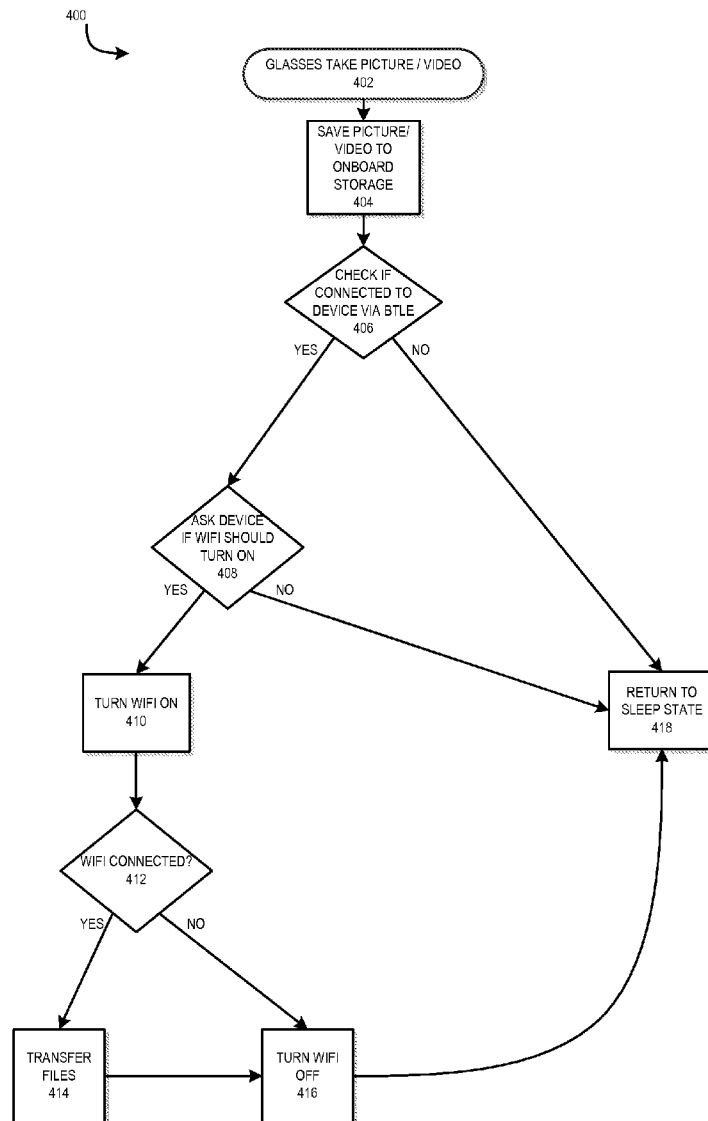 400
GLASSES TAKE PICTURE / VIDEO
402
SAVE PICTURE/
VIDEO TO
ONBOARD
STORAGE
404
CHECK IF
CONNECTED TO
DEVICE VIA BTLE
406
YES
NO
ASK DEVICE
IF WIFI SHOULD
TURN ON
408
YES
NO
TURN WIFI ON
410
RETURN TO
SLEEP STATE
418
WIFI CONNECTED?
412
YES
NO
TRANSFER
FILES
414
TURN WIFI
OFF
416